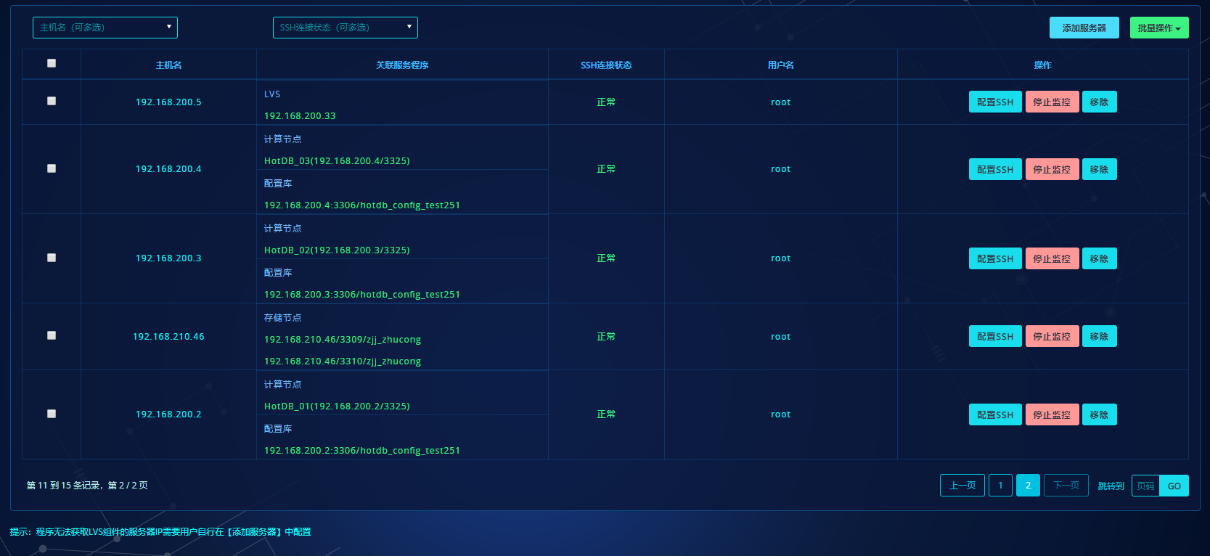 主机名（可多选）
SSH连接状态（可多选）
添加服务器
批量操作
主机名 关联服务程序 SSH连接状态 用户名 操作
LVS
192.168.200.5 192.168.200.33 正常 root 配置SSH 停止监控 移除
计算节点
HotDB_03(192.168.200.4/3325)
192.168.200.4 正常 root 配置SSH 停止监控 移除
配置库
192.168.200.4:3306/hotdb_config_test251
计算节点
HotDB_02(192.168.200.3/3325)
192.168.200.3 正常 root 配置SSH 停止监控 移除
配置库
192.168.200.3:3306/hotdb_config_test251
存储节点
192.168.210.46 192.168.210.46/3309/zjj_zhucong 正常 root 配置SSH 停止监控 移除
192.168.210.46/3310/zjj_zhucong
计算节点
HotDB_01(192.168.200.2/3325)
192.168.200.2 正常 root 配置SSH 停止监控 移除
配置库
192.168.200.2:3306/hotdb_config_test251
第 11 到 15 条记录，第 2 / 2 页
上一页 1 2 下一页 跳转到 页码 GO
提示：程序无法获取LVS组件的服务器IP需要用户自行在【添加服务器】中配置